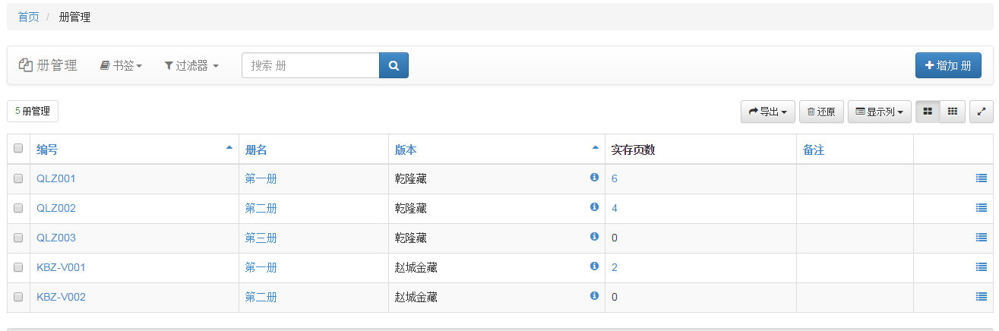 首页 / 册管理
册管理 书签 过滤器 搜索 册 增加 册
5 册管理 导出 还原 显示列
编号 册名 版本 实存页数 备注
QLZ001 第一册 乾隆藏 6
QLZ002 第二册 乾隆藏 4
QLZ003 第三册 乾隆藏 0
KBZ-V001 第一册 赵城金藏 2
KBZ-V002 第二册 赵城金藏 0